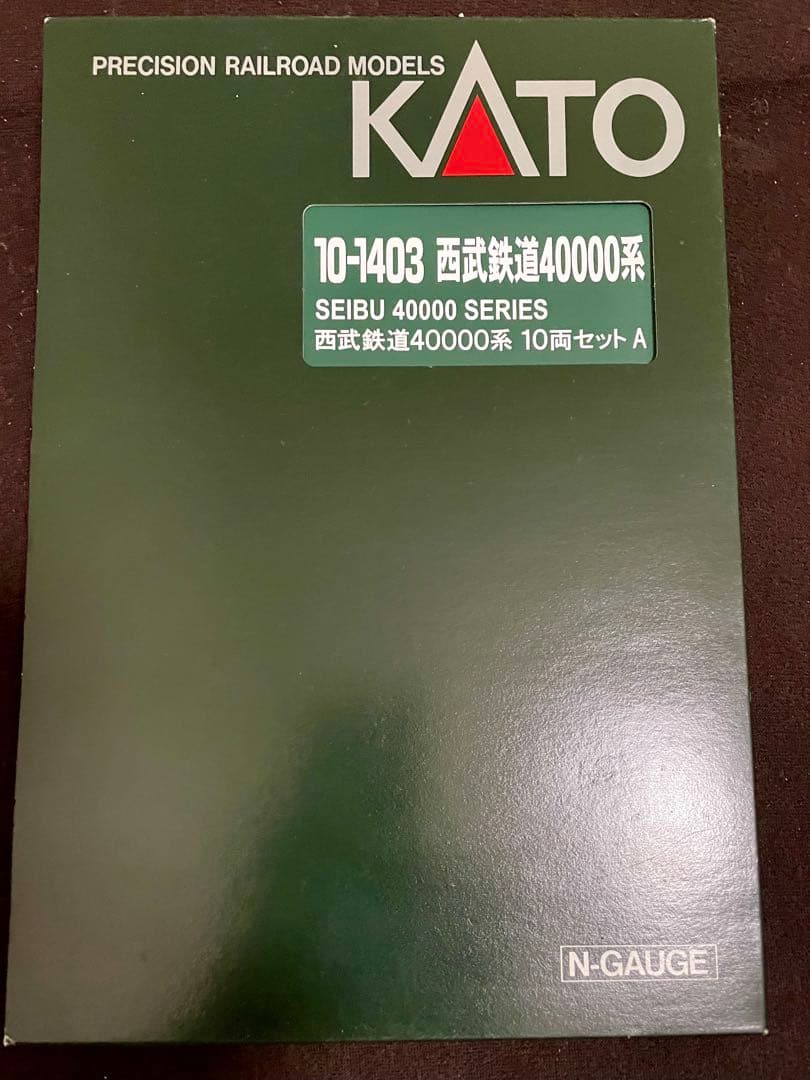 PRECISION RAILROAD MODELS
KATO
10-1403 西武鉄道40000系
SEIBU 40000 SERIES
西武鉄道40000系 10両セット A
N-GAUGE